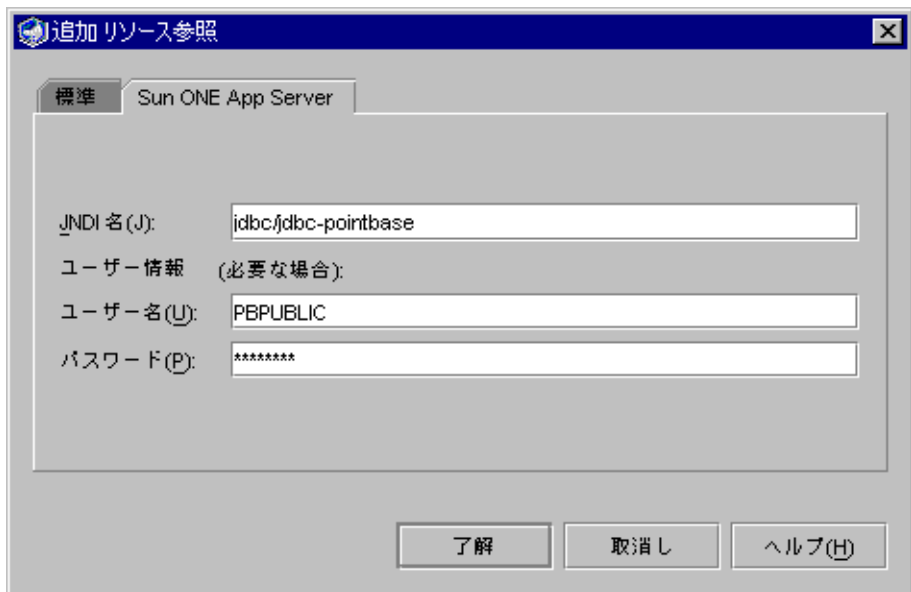 追加 リソース参照
標準 Sun ONE App Server
JNDI 名(J): jdbc/jdbc-pointbase
ユーザー情報 (必要な場合):
ユーザー名(U): PBPUBLIC
パスワード(P): ********
了解 取消し ヘルプ(H)